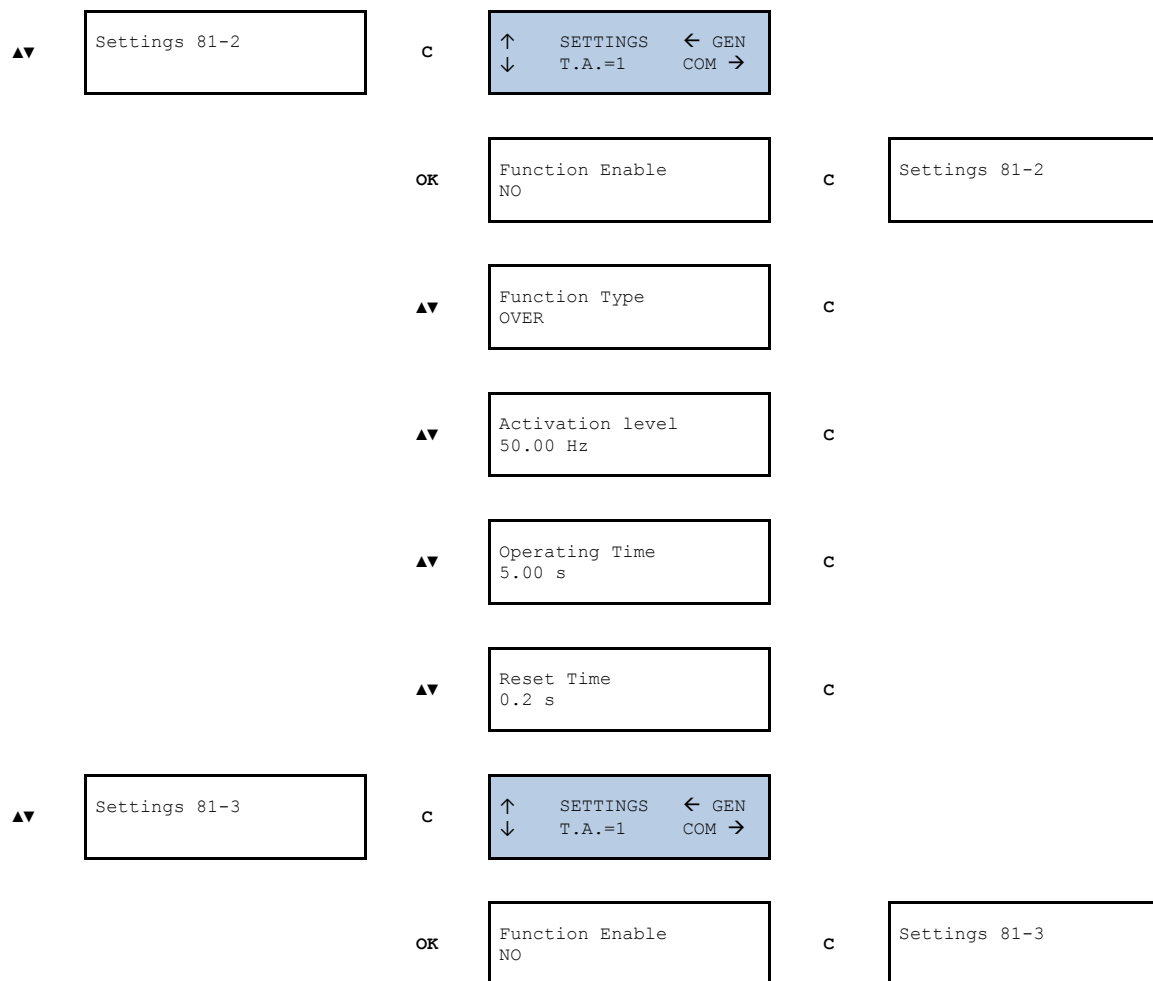 ▲▼ Settings 81-2 C ↑ SETTINGS ← GEN
↓ T.A.=1 COM →
OK Function Enable C Settings 81-2
NO
▲▼ Function Type C
OVER
▲▼ Activation level C
50.00 Hz
▲▼ Operating Time C
5.00 s
▲▼ Reset Time C
0.2 s
▲▼ Settings 81-3 C ↑ SETTINGS ← GEN
↓ T.A.=1 COM →
OK Function Enable C Settings 81-3
NO